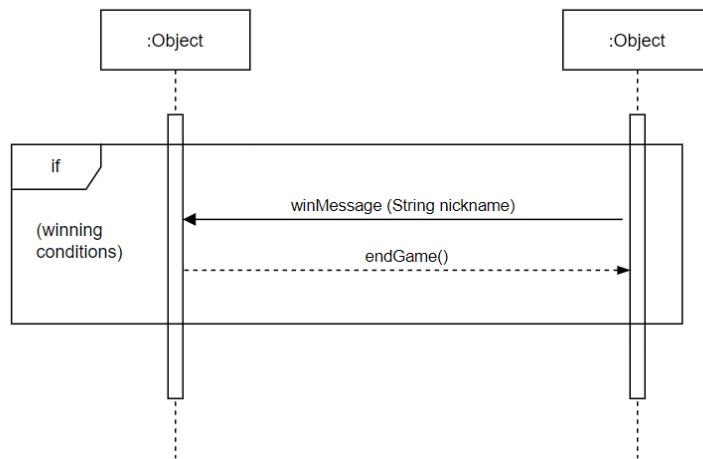 :Object
:Object
if
winMessage (String nickname)
(winning
conditions)
endGame()